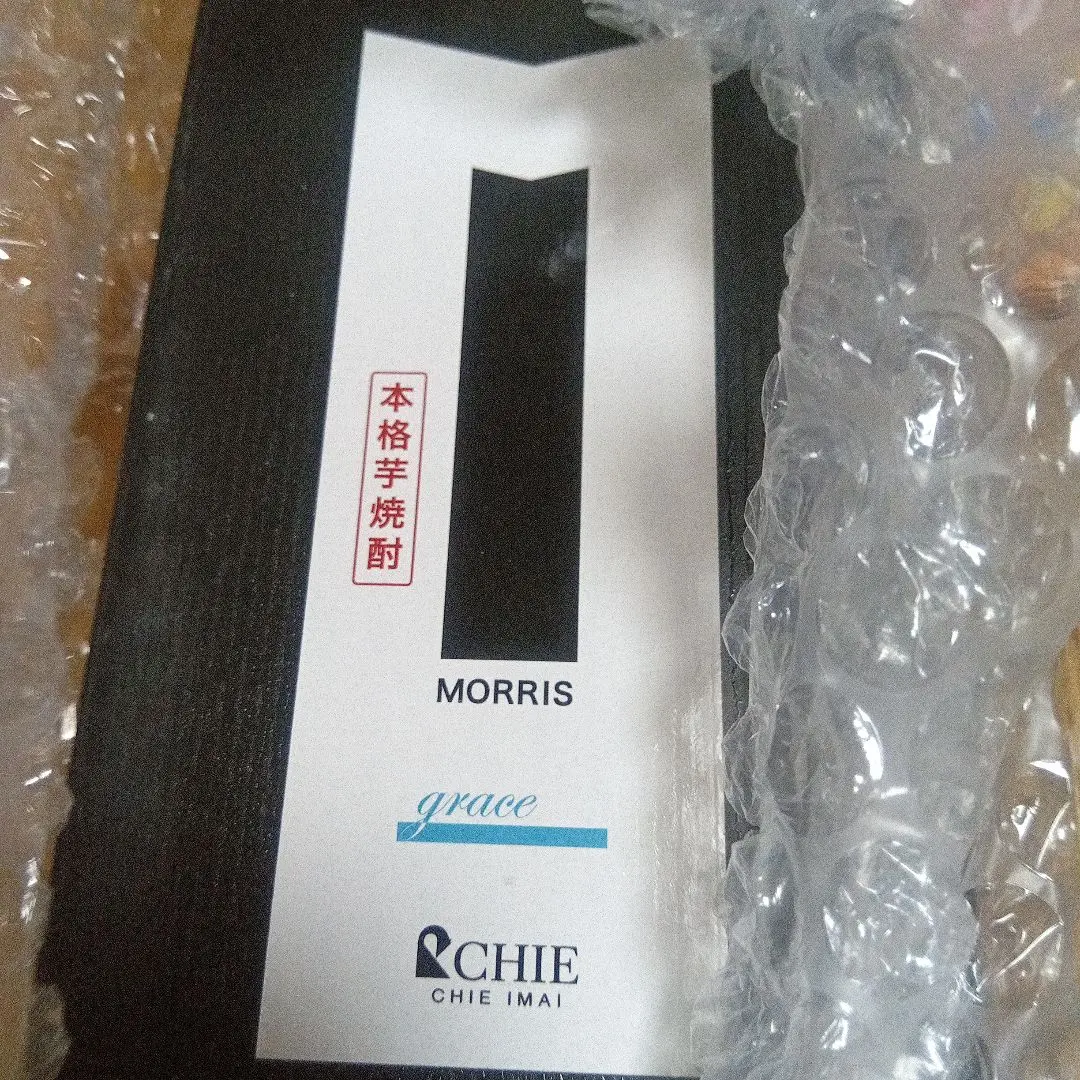 本格芋焼酎
MORRIS
grace
CHIE
CHIE IMAI